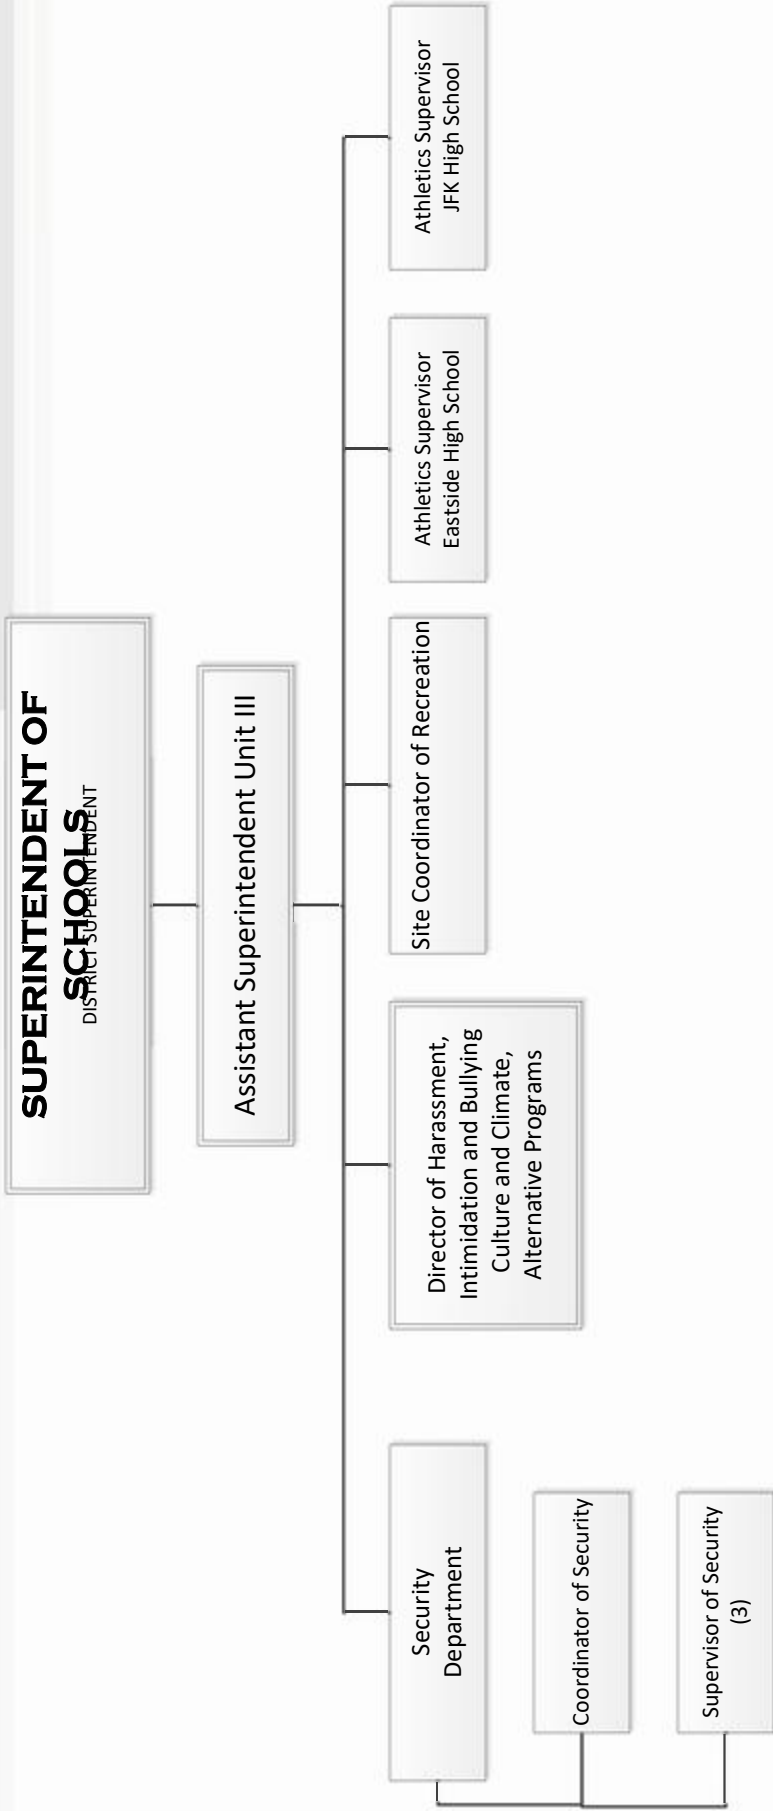 SUPERINTENDENT OF
SCHOOLS
DISTRICT SUPERINTENDENT
Assistant Superintendent Unit III
Security
Department
Coordinator of Security
Supervisor of Security
(3)
Director of Harassment,
Intimidation and Bullying
Culture and Climate,
Alternative Programs
Site Coordinator of Recreation
Athletics Supervisor
Eastside High School
Athletics Supervisor
JFK High School